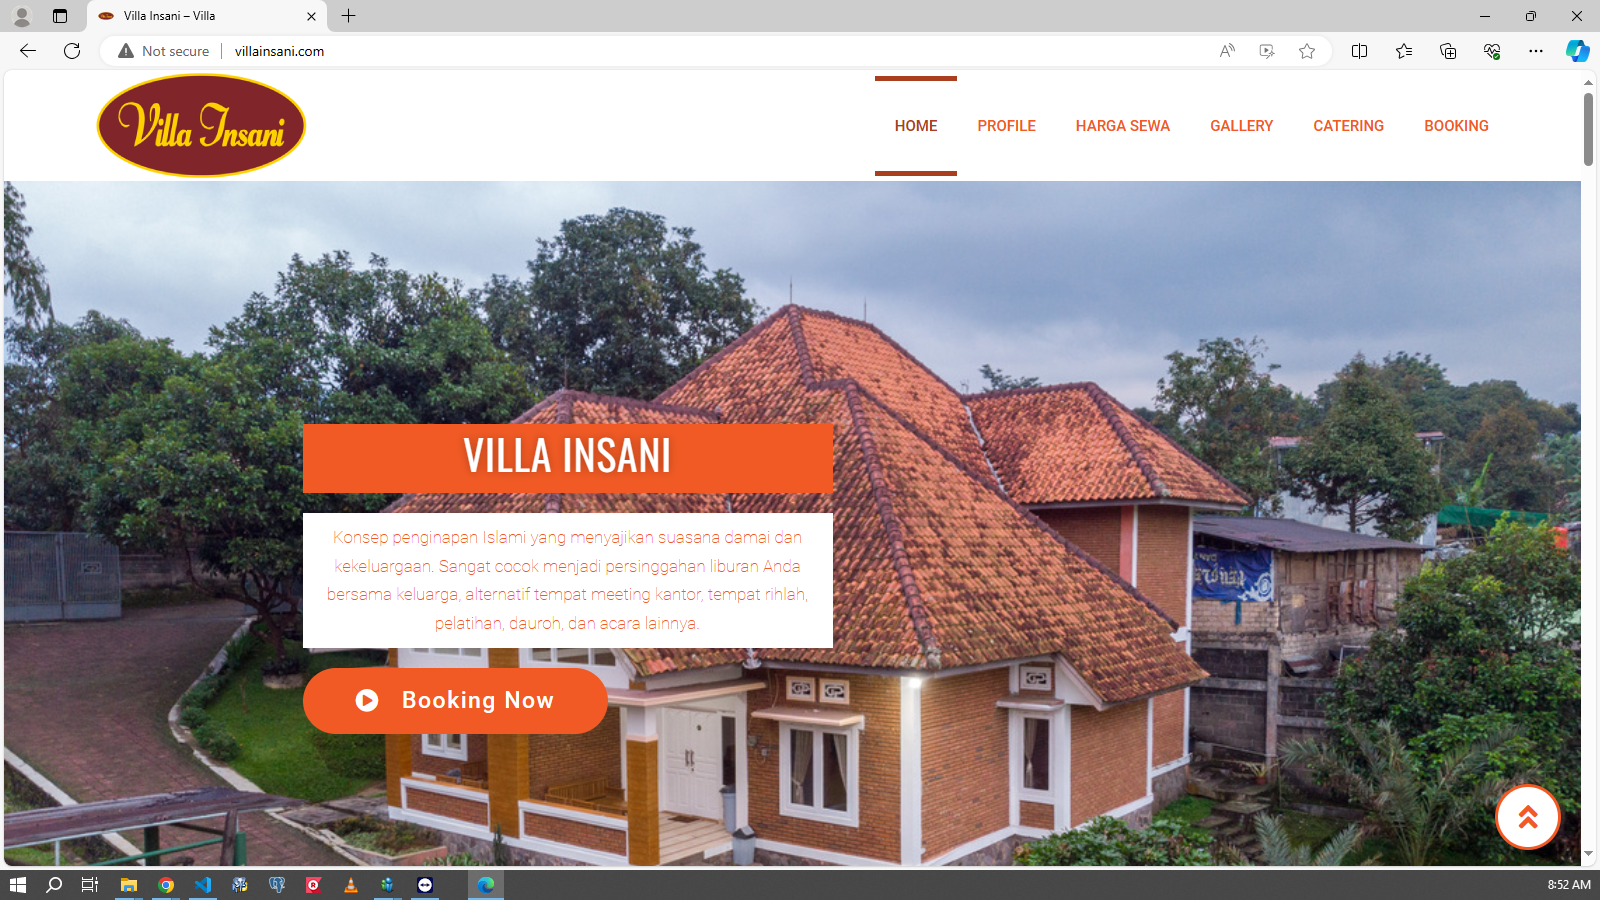 Villa Insani – Villa
Not secure
villainsani.com
Villa Insani
HOME
PROFILE
HARGA SEWA
GALLERY
CATERING
BOOKING
VILLA INSANI
Konsep penginapan Islami yang menyajikan suasana damai dan
kekeluargaan. Sangat cocok menjadi persinggahan liburan Anda
bersama keluarga, alternatif tempat meeting kantor, tempat rihlah,
pelatihan, dauroh, dan acara lainnya.
Booking Now
8:52 AM